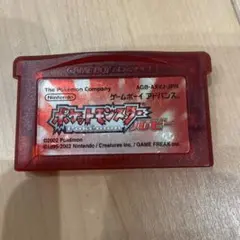 GAME BOY ADVANCE
The Pokémon Company
AGB-AXVJ-JPN
Nintendo
ゲームボーイ アドバンス
ポケットモンスター
ルビー
©2002 Pokémon
©1995-2002 Nintendo / Creatures inc. / GAME FREAK inc.